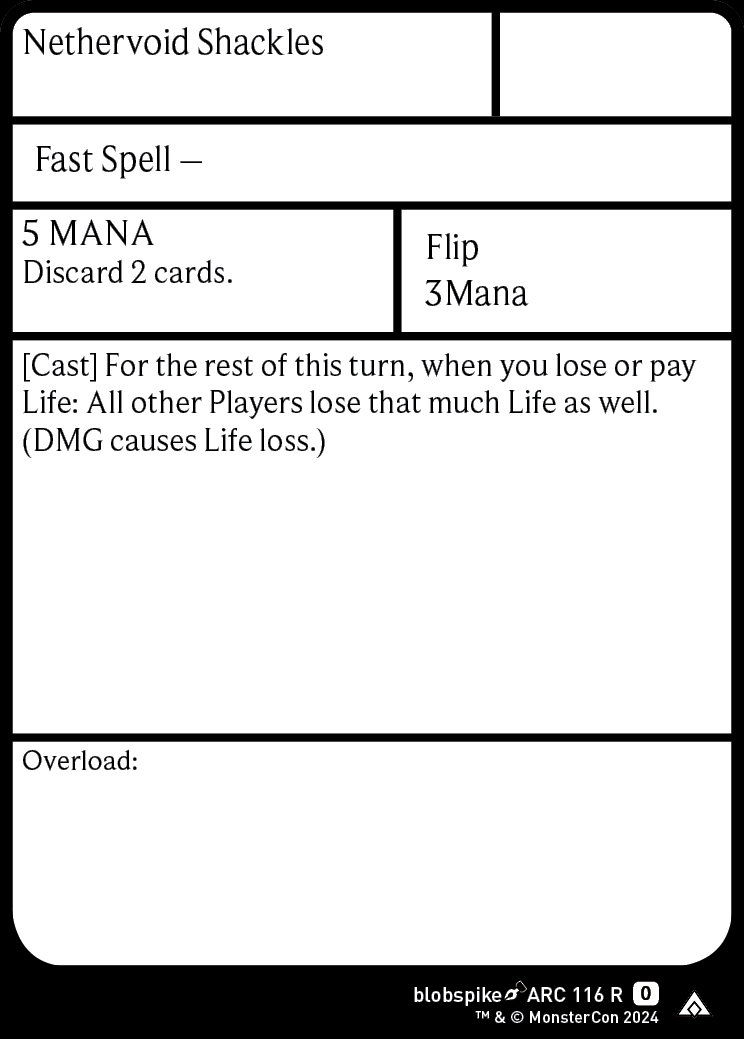 Nethervoid Shackles
Fast Spell —
5 MANA
Discard 2 cards.
Flip
3Mana
[Cast] For the rest of this turn, when you lose or pay
Life: All other Players lose that much Life as well.
(DMG causes Life loss.)
Overload:
blobspike ARC 116 R 0
™ & © MonsterCon 2024